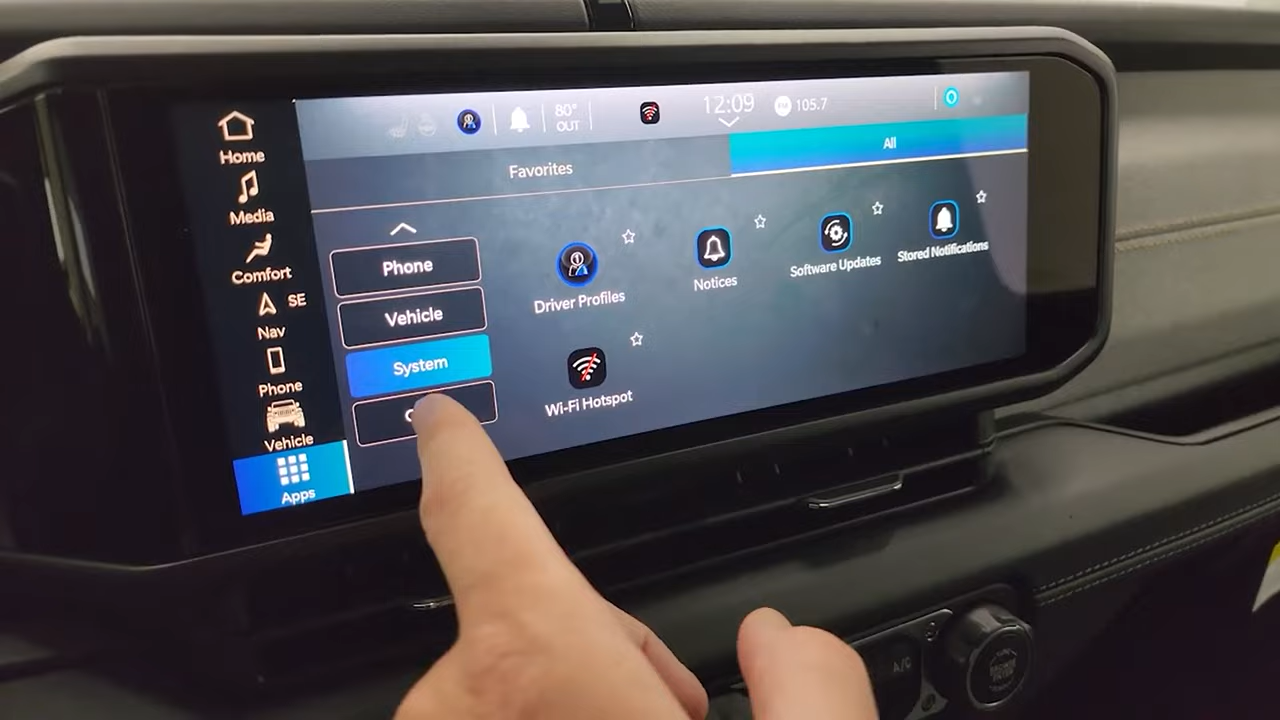 Home
Media
Comfort
SE
Nav
Phone
Vehicle
Apps
80°
OUT
12:09
105.7
Favorites
All
Phone
Vehicle
System
Driver Profiles
Notices
Software Updates
Stored Notifications
Wi-Fi Hotspot